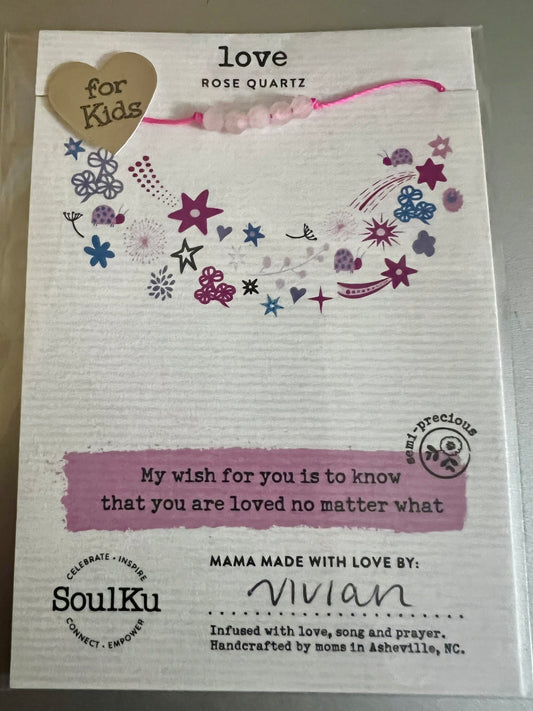 love
ROSE QUARTZ
for
Kids
semi-precious
My wish for you is to know
that you are loved no matter what
CELEBRATE • INSPIRE
SoulKu
CONNECT • EMPOWER
MAMA MADE WITH LOVE BY:
Vivian
Infused with love, song and prayer.
Handcrafted by moms in Asheville, NC.